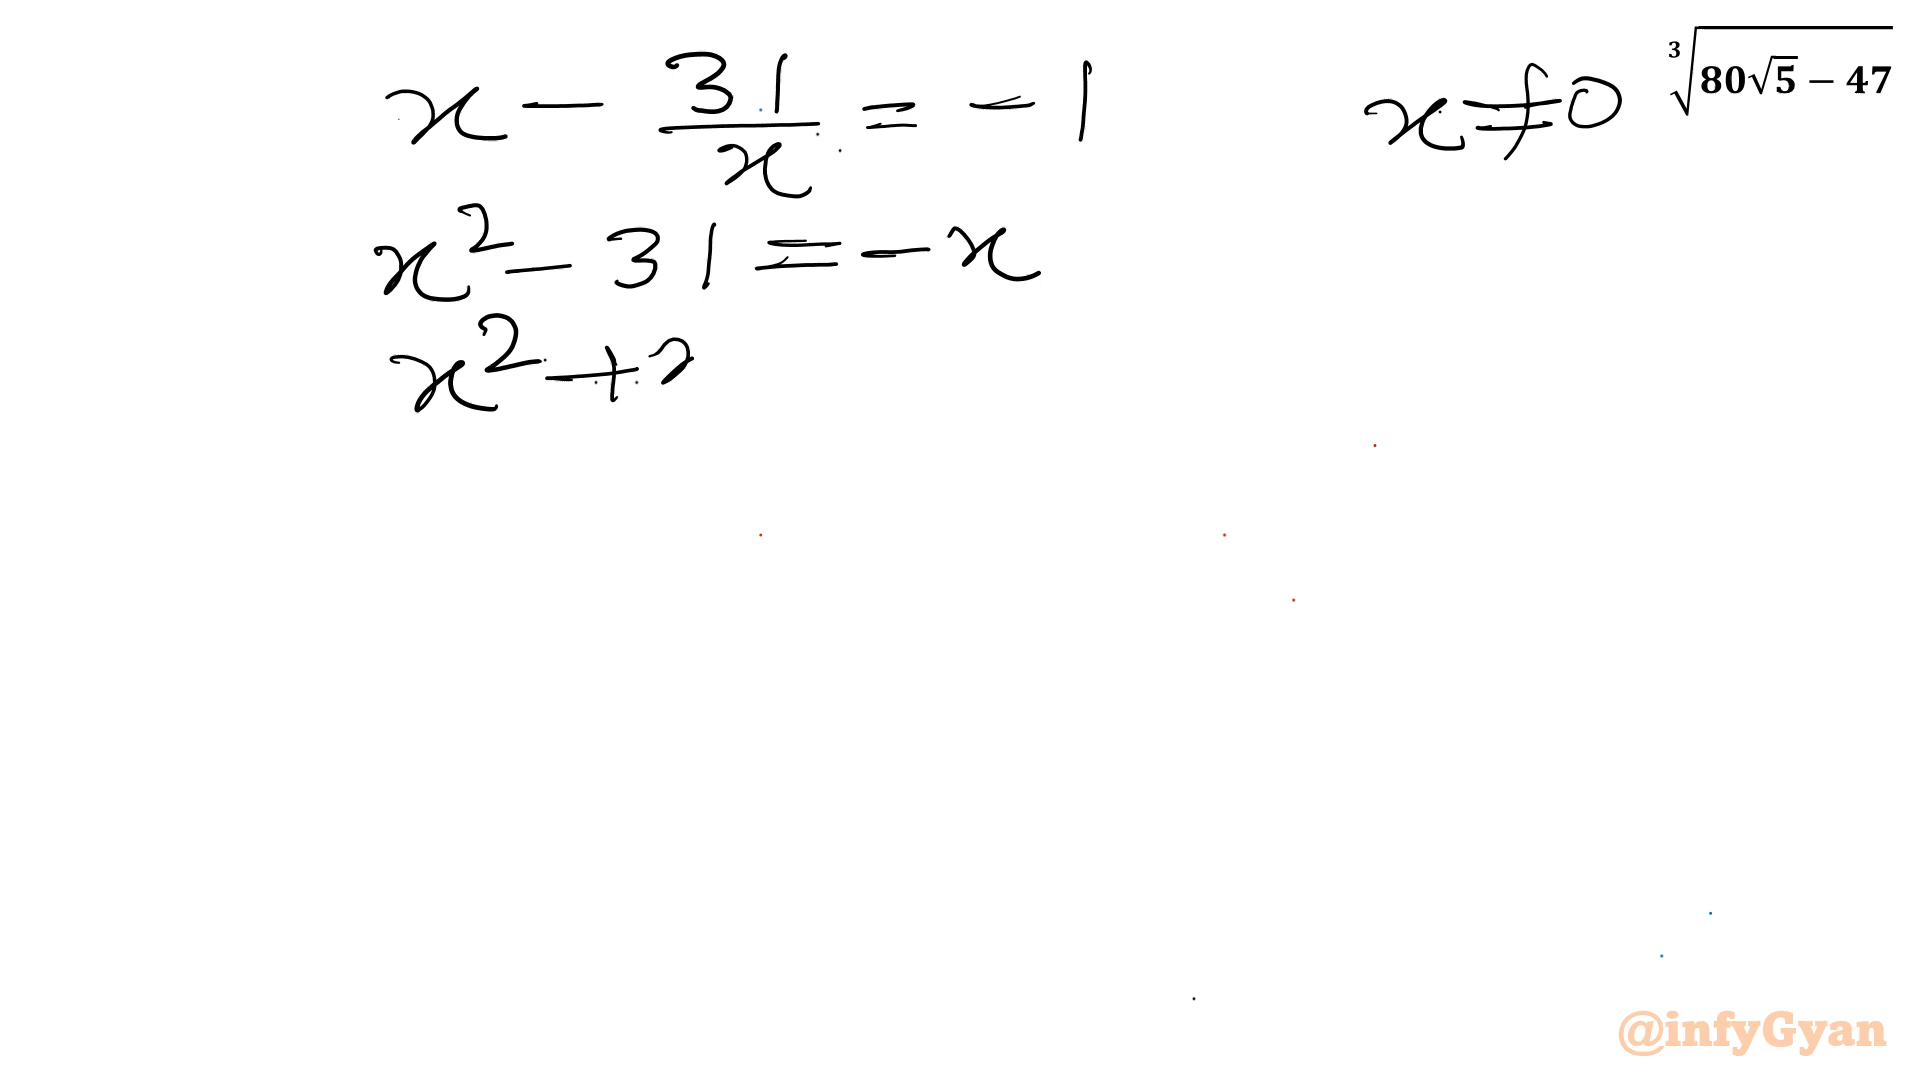 x - 31/x = -1
x ≠ 0
∛(80√5 − 47)
x² - 31 = -x
x² + x
@infyGyan